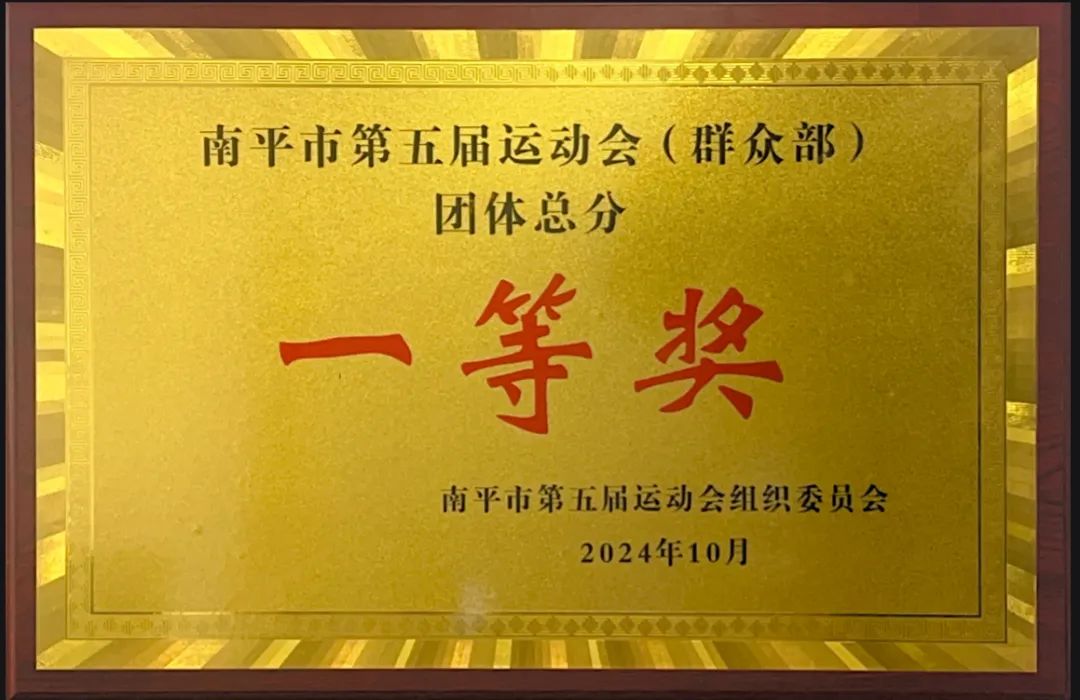 南平市第五届运动会（群众部）
团体总分
一等奖
南平市第五届运动会组织委员会
2024年10月